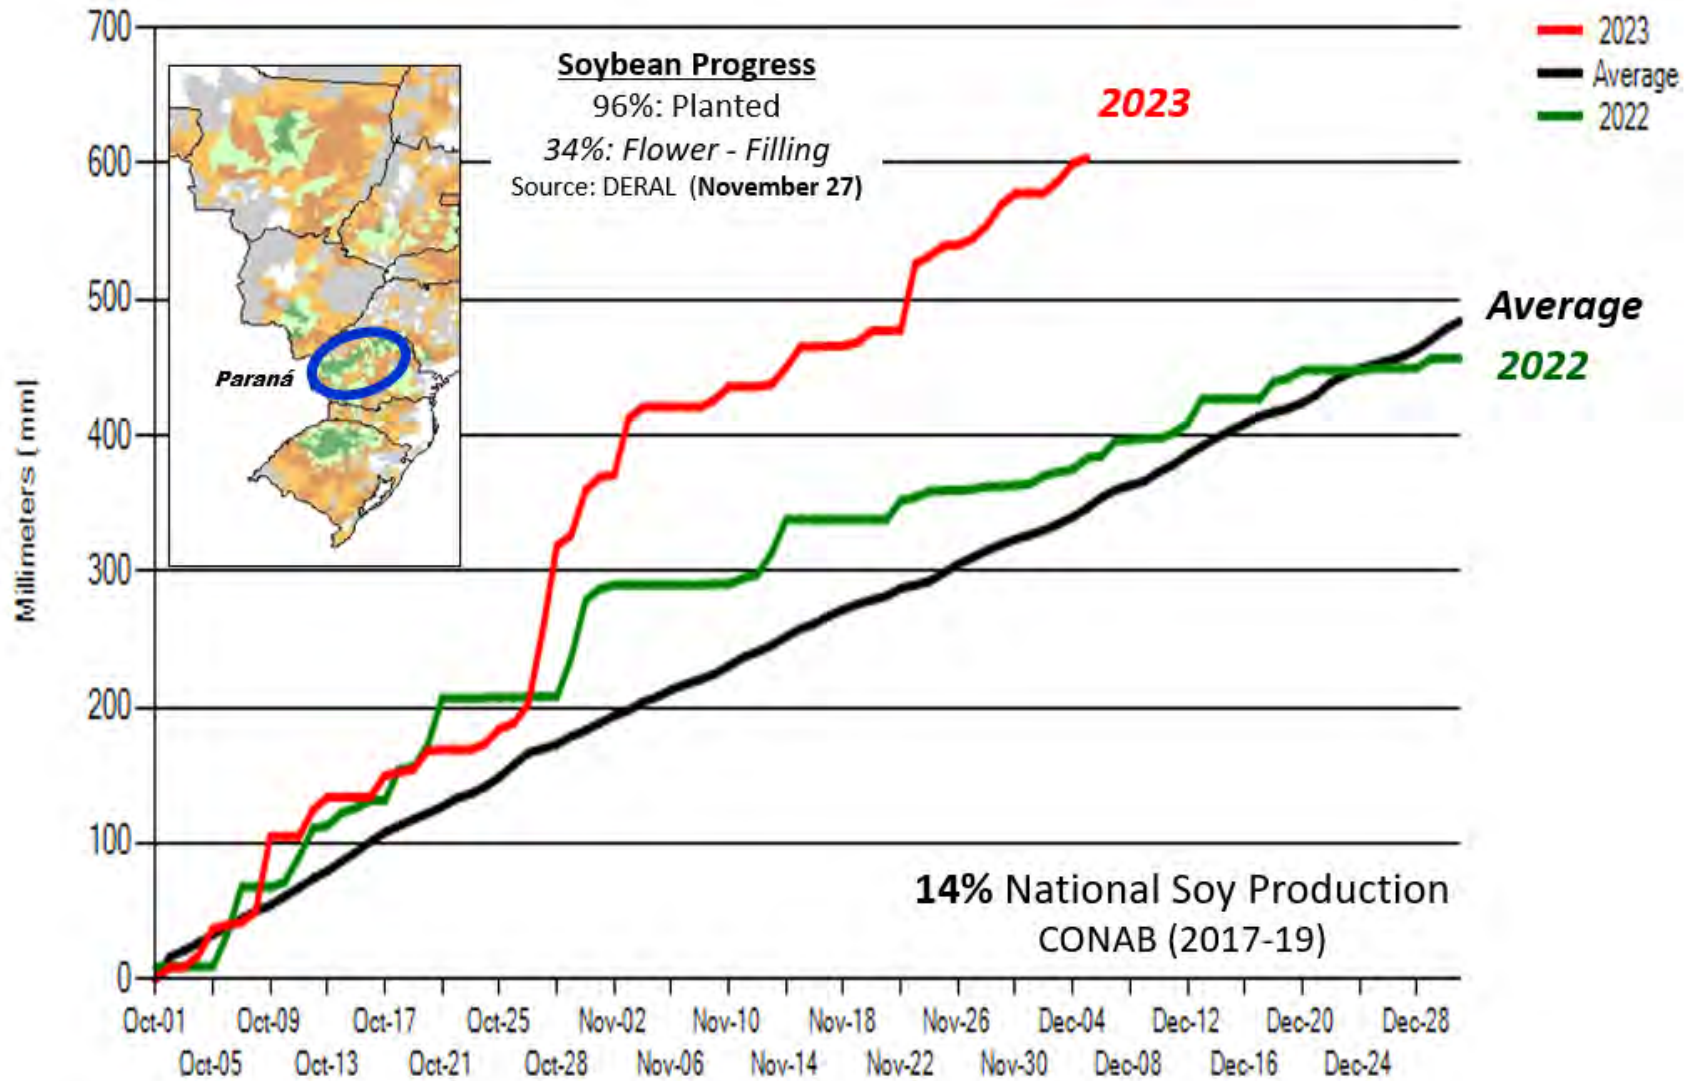 700
600
500
400
300
200
100
0
Millimeters ( mm)
Soybean Progress
96%: Planted
34%: Flower - Filling
Source: DERAL (November 27)
Paraná
2023
2023
Average
2022
Average
2022
14% National Soy Production
CONAB (2017-19)
Oct-01 Oct-09 Oct-17 Oct-25 Nov-02 Nov-10 Nov-18 Nov-26 Dec-04 Dec-12 Dec-20 Dec-28
Oct-05 Oct-13 Oct-21 Oct-28 Nov-06 Nov-14 Nov-22 Nov-30 Dec-08 Dec-16 Dec-24